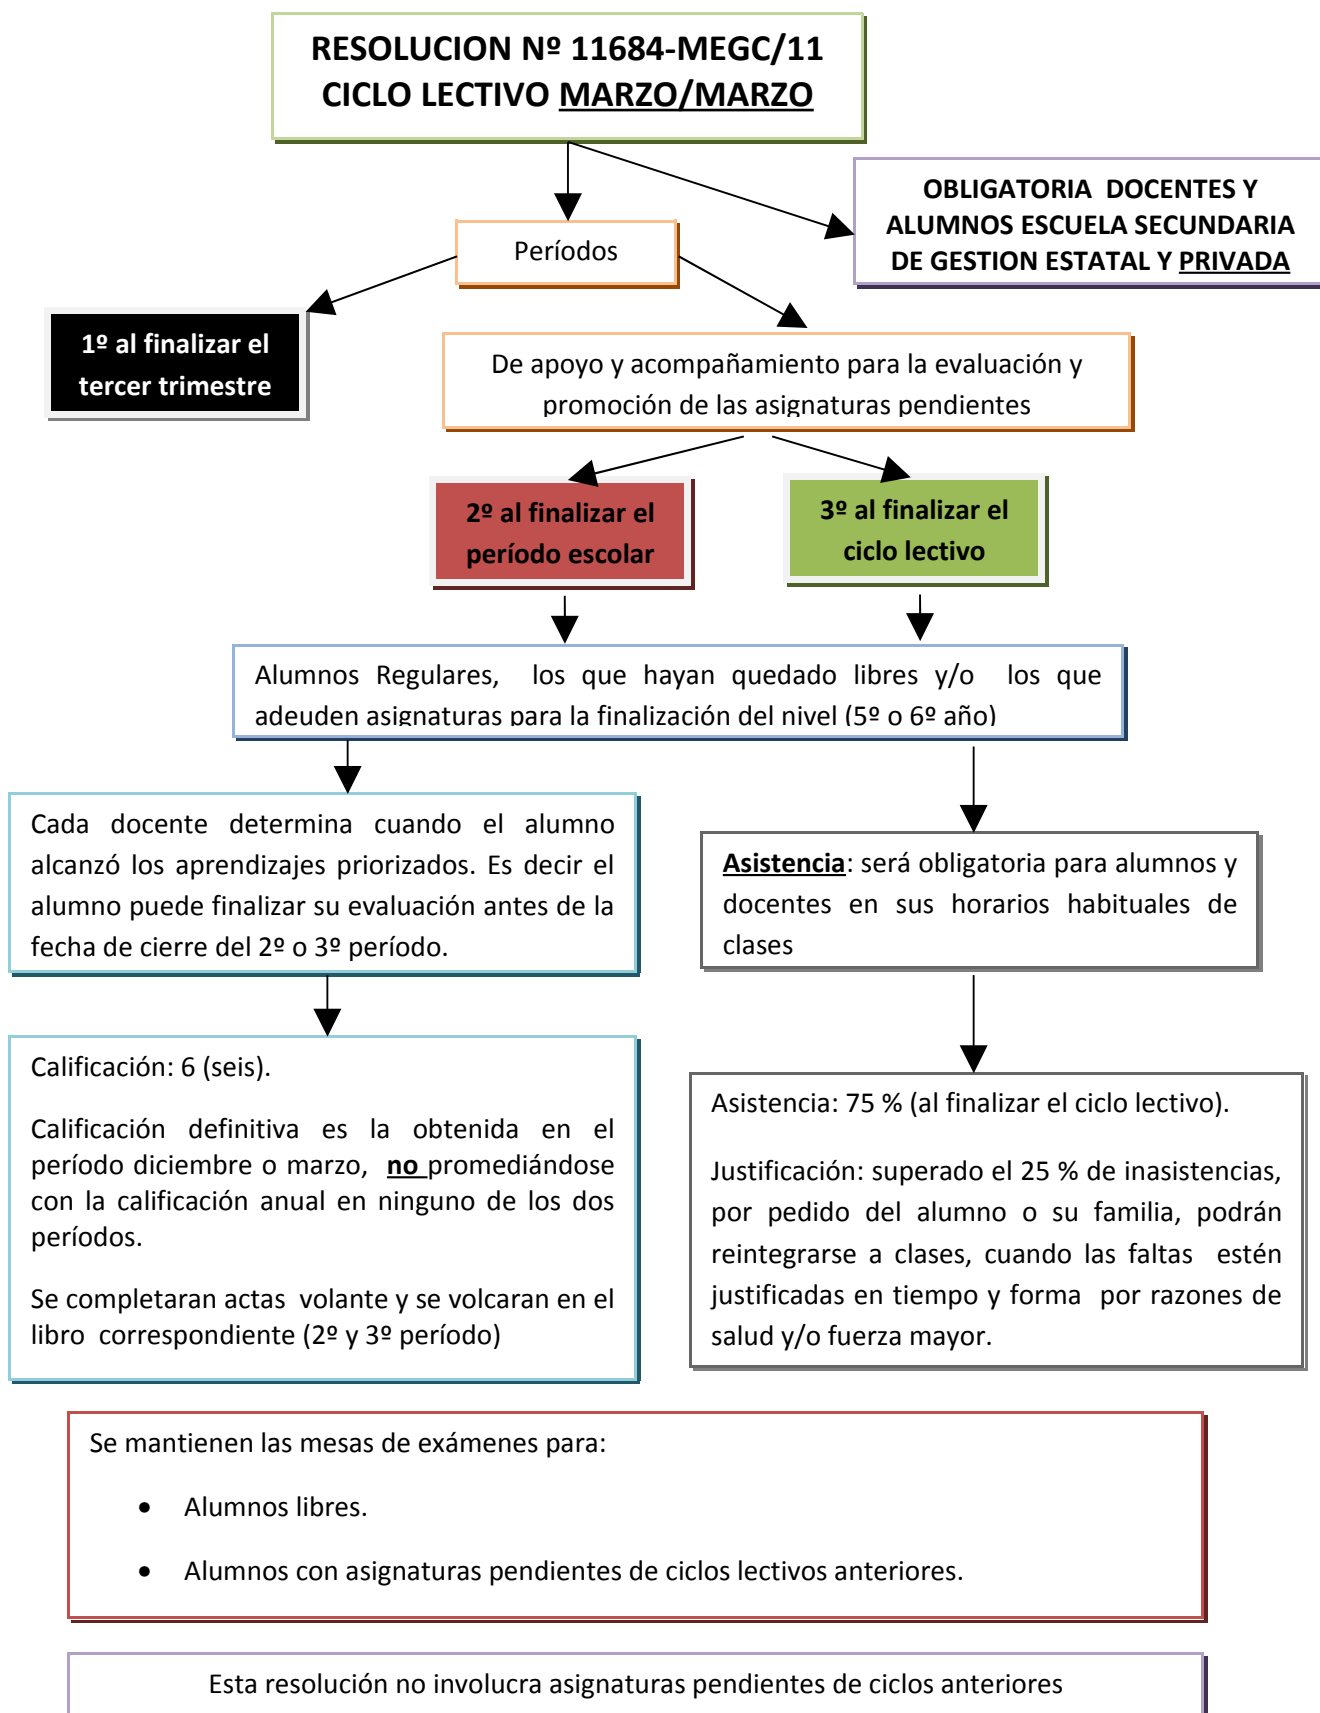 RESOLUCION Nº 11684-MEGC/11
CICLO LECTIVO MARZO/MARZO
OBLIGATORIA DOCENTES Y
ALUMNOS ESCUELA SECUNDARIA
DE GESTION ESTATAL Y PRIVADA
Períodos
1º al finalizar el
tercer trimestre
De apoyo y acompañamiento para la evaluación y
promoción de las asignaturas pendientes
2º al finalizar el
período escolar
3º al finalizar el
ciclo lectivo
Alumnos Regulares, los que hayan quedado libres y/o los que
adeuden asignaturas para la finalización del nivel (5º o 6º año)
Cada docente determina cuando el alumno
alcanzó los aprendizajes priorizados. Es decir el
alumno puede finalizar su evaluación antes de la
fecha de cierre del 2º o 3º período.
Asistencia: será obligatoria para alumnos y
docentes en sus horarios habituales de
clases
Calificación: 6 (seis).
Calificación definitiva es la obtenida en el
período diciembre o marzo, no promediándose
con la calificación anual en ninguno de los dos
períodos.
Se completaran actas volante y se volcaran en el
libro correspondiente (2º y 3º período)
Asistencia: 75 % (al finalizar el ciclo lectivo).
Justificación: superado el 25 % de inasistencias,
por pedido del alumno o su familia, podrán
reintegrarse a clases, cuando las faltas estén
justificadas en tiempo y forma por razones de
salud y/o fuerza mayor.
Se mantienen las mesas de exámenes para:
• Alumnos libres.
• Alumnos con asignaturas pendientes de ciclos lectivos anteriores.
Esta resolución no involucra asignaturas pendientes de ciclos anteriores